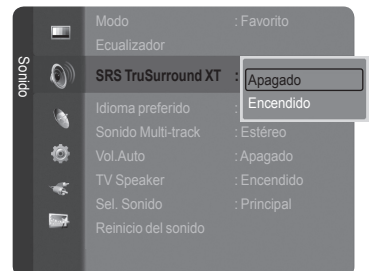 Sonido
Modo : Favorito
Ecualizador
SRS TruSurround XT :
Apagado
Encendido
Idioma preferido :
Sonido Multi-track : Estéreo
Vol.Auto : Apagado
TV Speaker : Encendido
Sel. Sonido : Principal
Reinicio del sonido